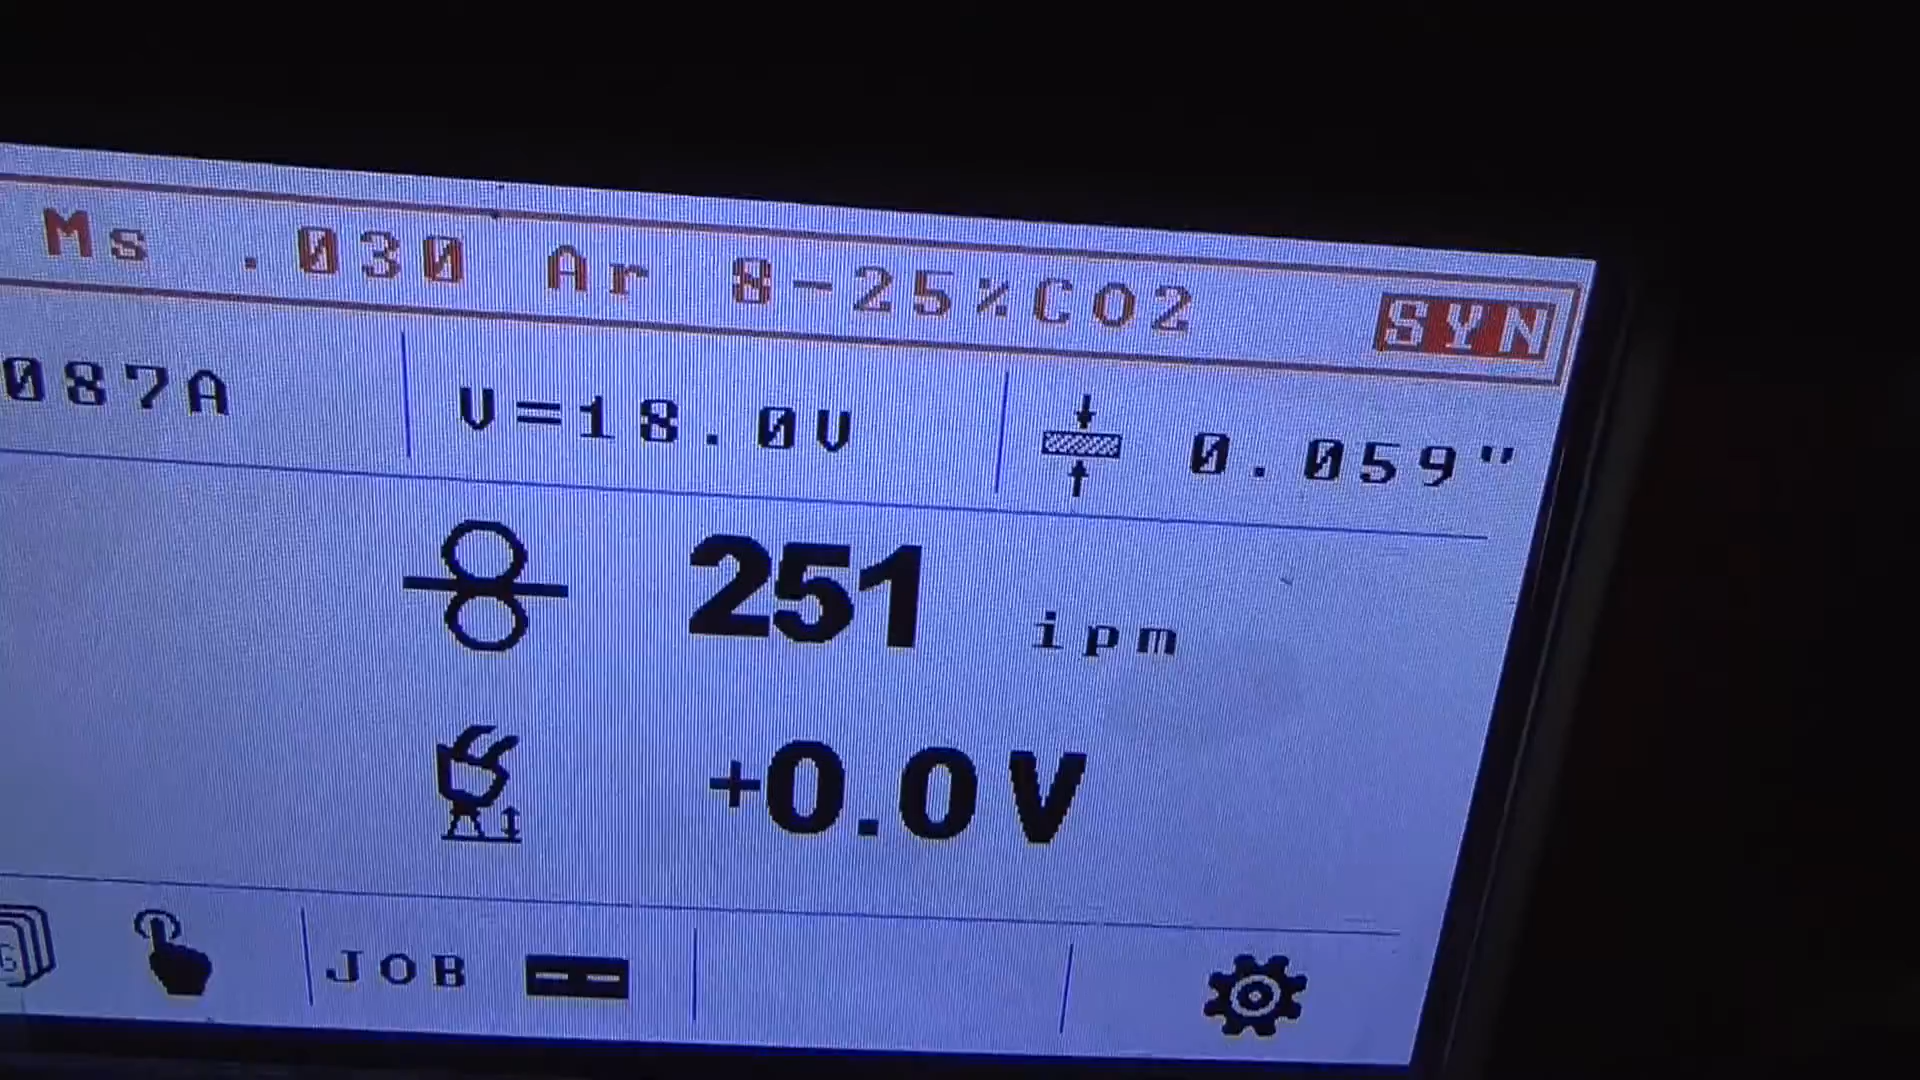 Ms .030 Ar 8-25%CO2 SYN
087A V=18.0V 0.059"
251 ipm
+0.0V
JOB --